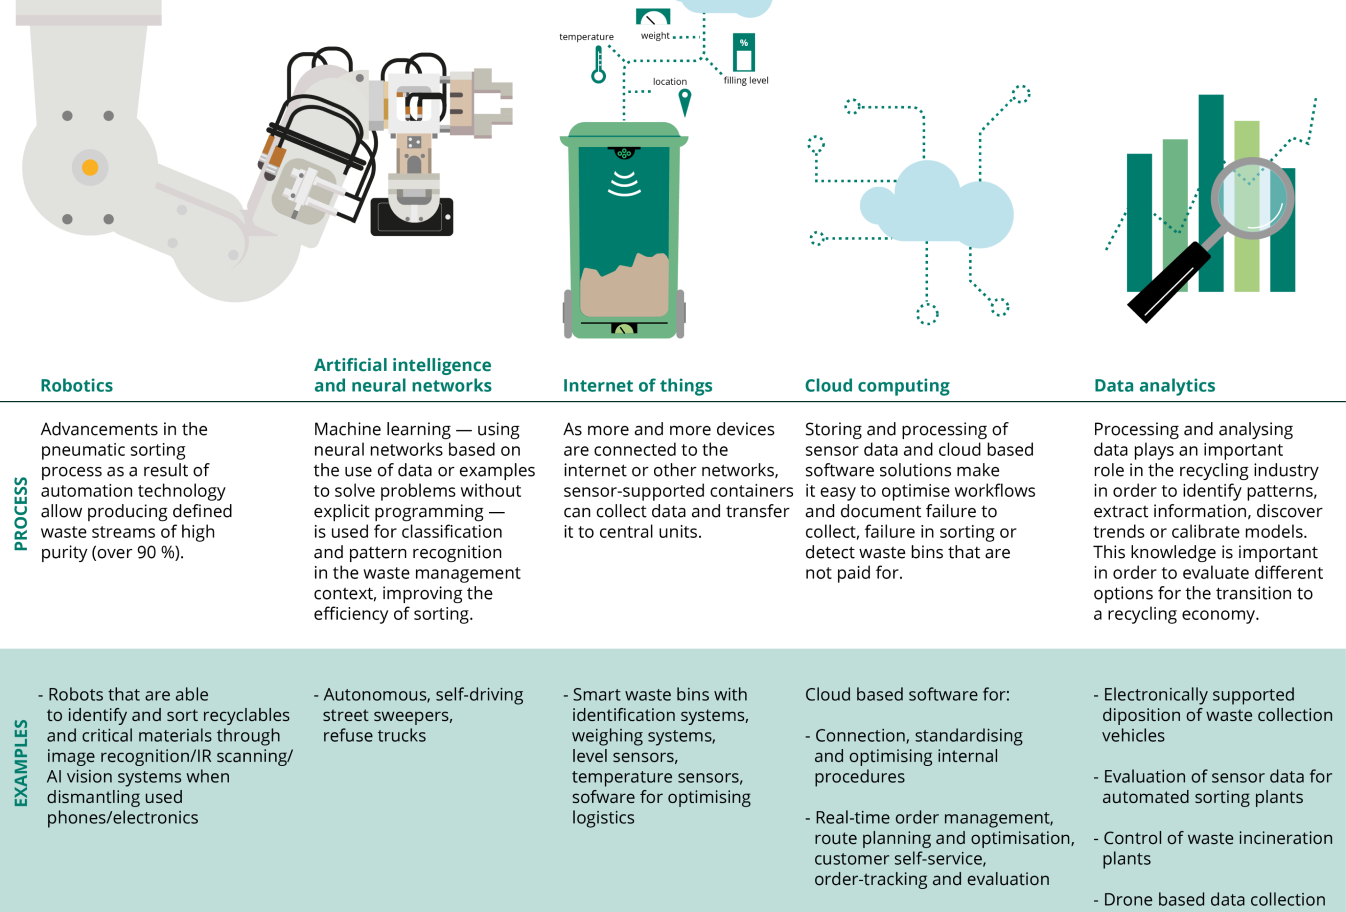 weight
temperature
%
filling level
location
Robotics
Artificial intelligence
and neural networks
Internet of things
Cloud computing
Data analytics
PROCESS
Advancements in the
pneumatic sorting
process as a result of
automation technology
allow producing defined
waste streams of high
purity (over 90 %).
Machine learning — using
neural networks based on
the use of data or examples
to solve problems without
explicit programming —
is used for classification
and pattern recognition
in the waste management
context, improving the
efficiency of sorting.
As more and more devices
are connected to the
internet or other networks,
sensor-supported containers
can collect data and transfer
it to central units.
Storing and processing of
sensor data and cloud based
software solutions make
it easy to optimise workflows
and document failure to
collect, failure in sorting or
detect waste bins that are
not paid for.
Processing and analysing
data plays an important
role in the recycling industry
in order to identify patterns,
extract information, discover
trends or calibrate models.
This knowledge is important
in order to evaluate different
options for the transition to
a recycling economy.
EXAMPLES
- Robots that are able
to identify and sort recyclables
and critical materials through
image recognition/IR scanning/
AI vision systems when
dismantling used
phones/electronics
- Autonomous, self-driving
street sweepers,
refuse trucks
- Smart waste bins with
identification systems,
weighing systems,
level sensors,
temperature sensors,
sofware for optimising
logistics
Cloud based software for:
- Connection, standardising
and optimising internal
procedures
- Real-time order management,
route planning and optimisation,
customer self-service,
order-tracking and evaluation
- Electronically supported
diposition of waste collection
vehicles
- Evaluation of sensor data for
automated sorting plants
- Control of waste incineration
plants
- Drone based data collection